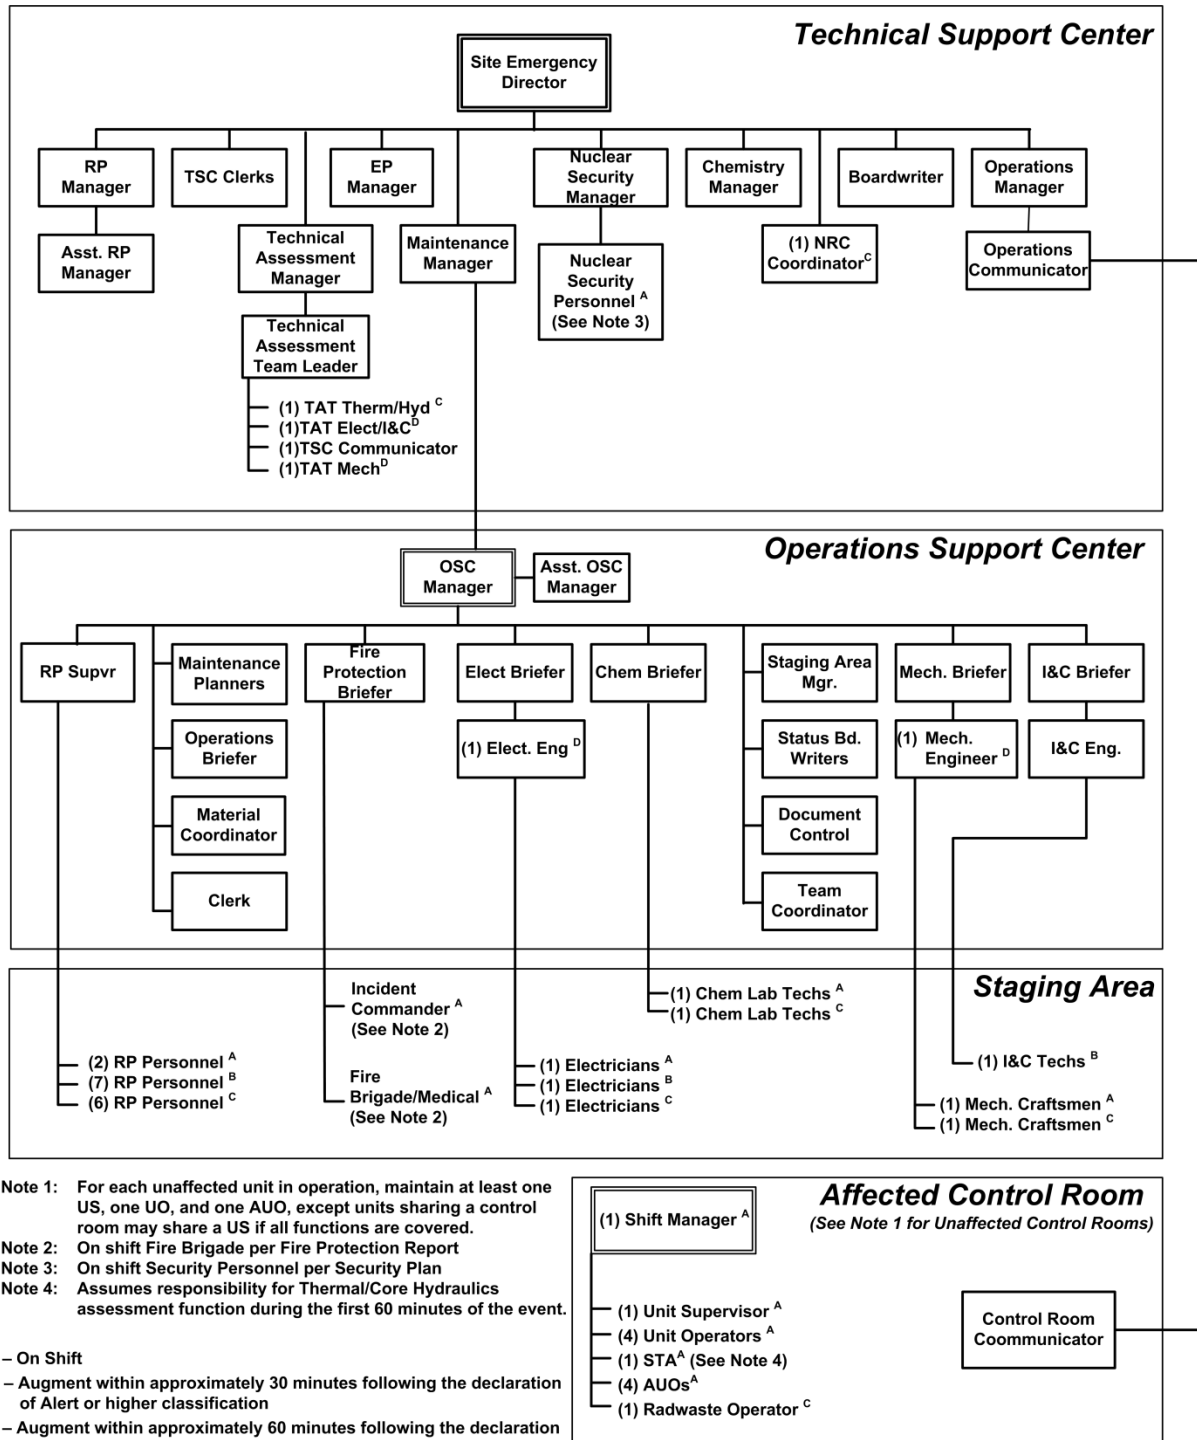 Technical Support Center
Site Emergency
Director
RP
Manager
TSC Clerks
EP
Manager
Nuclear
Security
Manager
Chemistry
Manager
Boardwriter
Operations
Manager
Asst. RP
Manager
Technical
Assessment
Manager
Maintenance
Manager
Nuclear
Security
Personnel A
(See Note 3)
(1) NRC
CoordinatorC
Operations
Communicator
Technical
Assessment
Team Leader
(1) TAT Therm/Hyd C
(1)TAT Elect/I&CD
(1)TSC Communicator
(1)TAT MechD
Operations Support Center
OSC
Manager
Asst. OSC
Manager
RP Supvr
Maintenance
Planners
Fire
Protection
Briefer
Elect Briefer
Chem Briefer
Staging Area
Mgr.
Mech. Briefer
I&C Briefer
Operations
Briefer
(1) Elect. Eng D
Status Bd.
Writers
(1) Mech.
Engineer D
I&C Eng.
Material
Coordinator
Document
Control
Clerk
Team
Coordinator
Staging Area
Incident
Commander A
(See Note 2)
(1) Chem Lab Techs A
(1) Chem Lab Techs C
(2) RP Personnel A
(7) RP Personnel B
(6) RP Personnel C
Fire
Brigade/Medical A
(See Note 2)
(1) Electricians A
(1) Electricians B
(1) Electricians C
(1) I&C Techs B
(1) Mech. Craftsmen A
(1) Mech. Craftsmen C
Note 1: For each unaffected unit in operation, maintain at least one
US, one UO, and one AUO, except units sharing a control
room may share a US if all functions are covered.
Note 2: On shift Fire Brigade per Fire Protection Report
Note 3: On shift Security Personnel per Security Plan
Note 4: Assumes responsibility for Thermal/Core Hydraulics
assessment function during the first 60 minutes of the event.
– On Shift
– Augment within approximately 30 minutes following the declaration
of Alert or higher classification
– Augment within approximately 60 minutes following the declaration
Affected Control Room
(See Note 1 for Unaffected Control Rooms)
(1) Shift Manager A
(1) Unit Supervisor A
(4) Unit Operators A
(1) STAA (See Note 4)
(4) AUOsA
(1) Radwaste Operator C
Control Room
Coommunicator